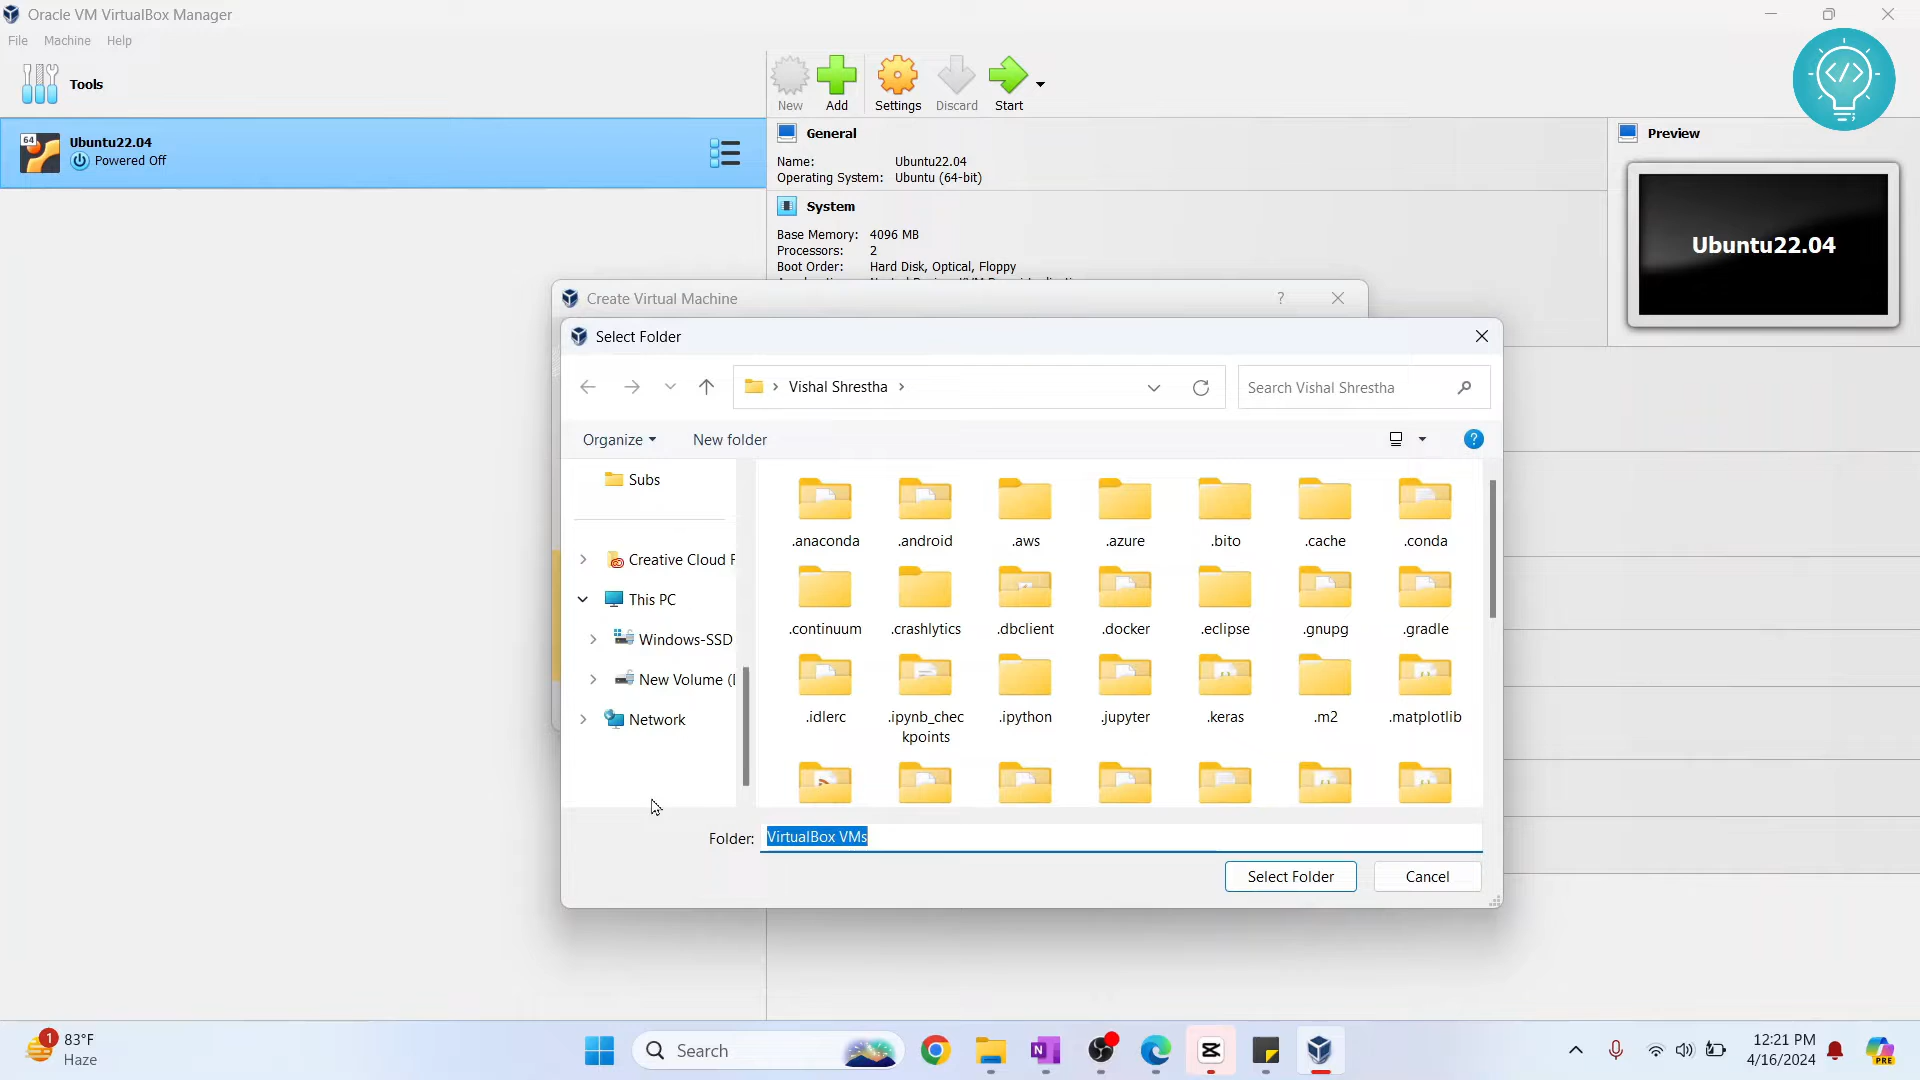 Oracle VM VirtualBox Manager
File Machine Help
Tools
New
Add
Settings
Discard
Start
64
Ubuntu22.04
Powered Off
General
Name: Ubuntu22.04
Operating System: Ubuntu (64-bit)
System
Base Memory: 4096 MB
Processors: 2
Boot Order: Hard Disk, Optical, Floppy
Preview
Ubuntu22.04
Create Virtual Machine
?
Select Folder
Vishal Shrestha
Search Vishal Shrestha
Organize
New folder
?
Subs
Creative Cloud F
This PC
Windows-SSD
New Volume (
Network
.anaconda
.android
.aws
.azure
.bito
.cache
.conda
.continuum
.crashlytics
.dbclient
.docker
.eclipse
.gnupg
.gradle
.idlerc
.ipynb_chec
kpoints
.ipython
.jupyter
.keras
.m2
.matplotlib
Folder: VirtualBox VMs
Select Folder
Cancel
1
83°F
Haze
Search
N
12:21 PM
4/16/2024
PRE